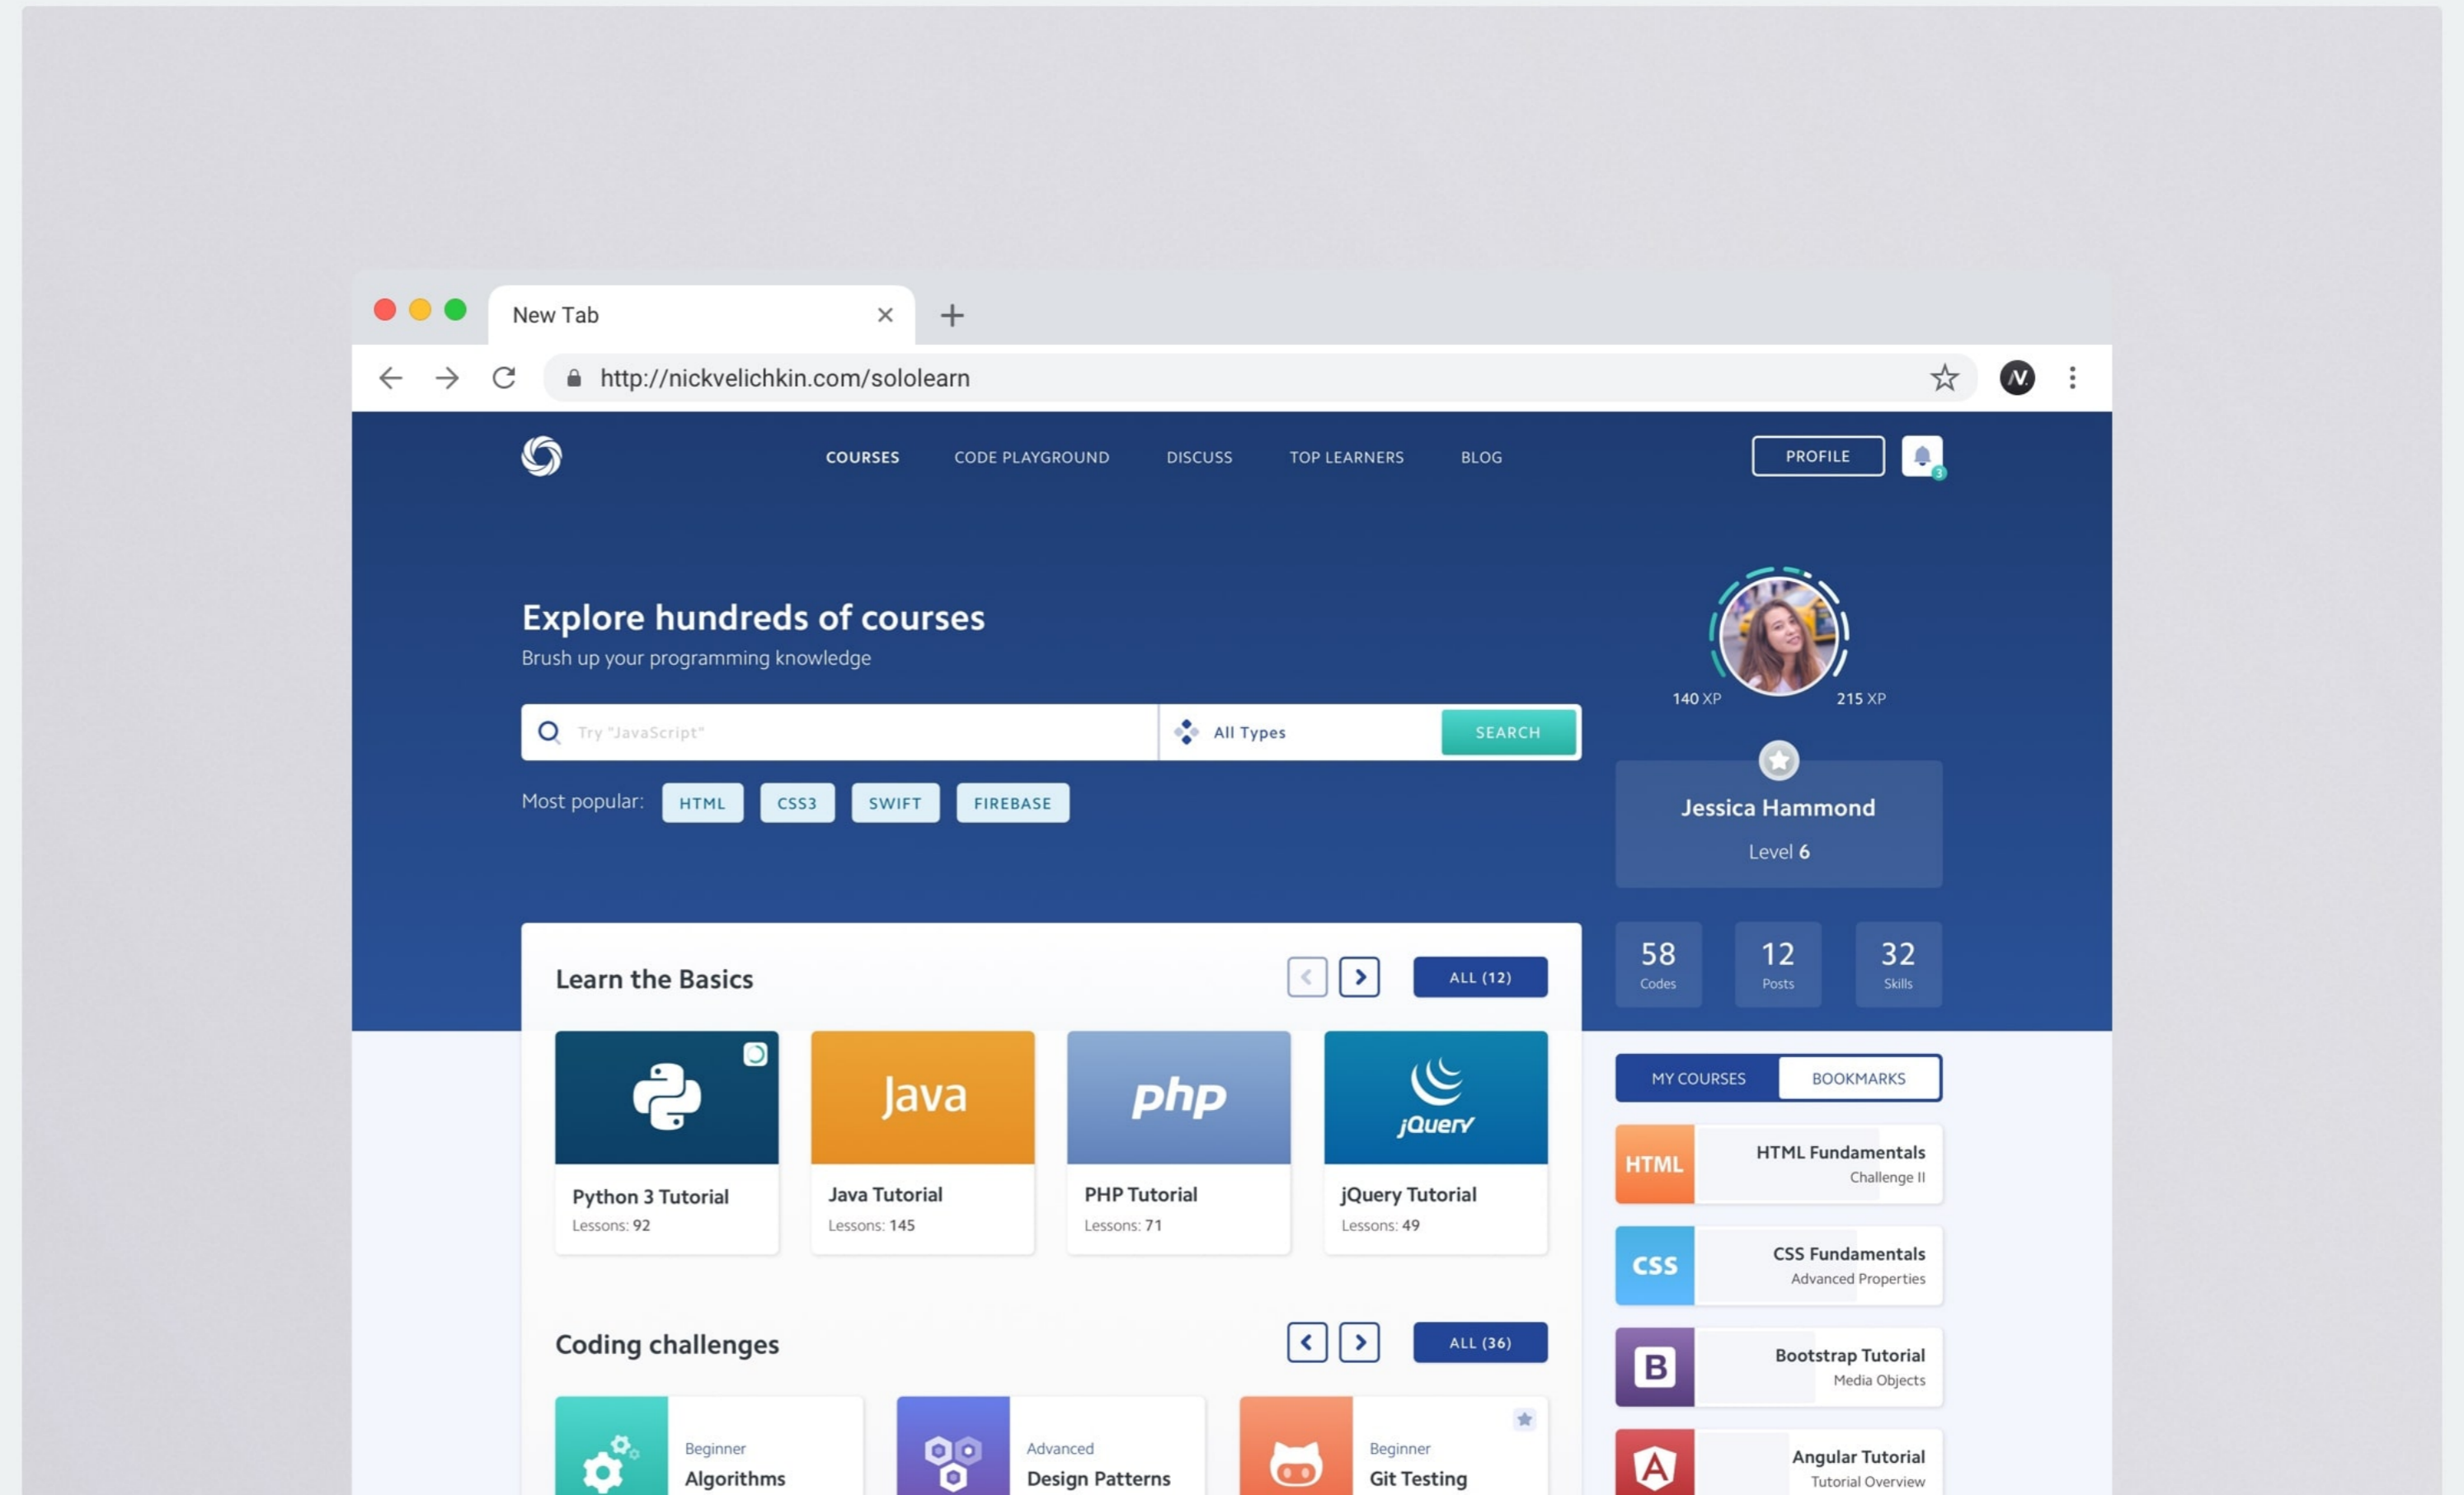 New Tab
http://nickvelichkin.com/sololearn
COURSES
CODE PLAYGROUND
DISCUSS
TOP LEARNERS
BLOG
PROFILE
3
Explore hundreds of courses
Brush up your programming knowledge
Try "JavaScript"
All Types
SEARCH
Most popular:
HTML
CSS3
SWIFT
FIREBASE
140 XP
215 XP
Jessica Hammond
Level 6
58
Codes
12
Posts
32
Skills
Learn the Basics
ALL (12)
Java
php
jQuery
Python 3 Tutorial
Lessons: 92
Java Tutorial
Lessons: 145
PHP Tutorial
Lessons: 71
jQuery Tutorial
Lessons: 49
Coding challenges
ALL (36)
Beginner
Algorithms
Advanced
Design Patterns
Beginner
Git Testing
MY COURSES
BOOKMARKS
HTML
HTML Fundamentals
Challenge II
CSS
CSS Fundamentals
Advanced Properties
B
Bootstrap Tutorial
Media Objects
A
Angular Tutorial
Tutorial Overview